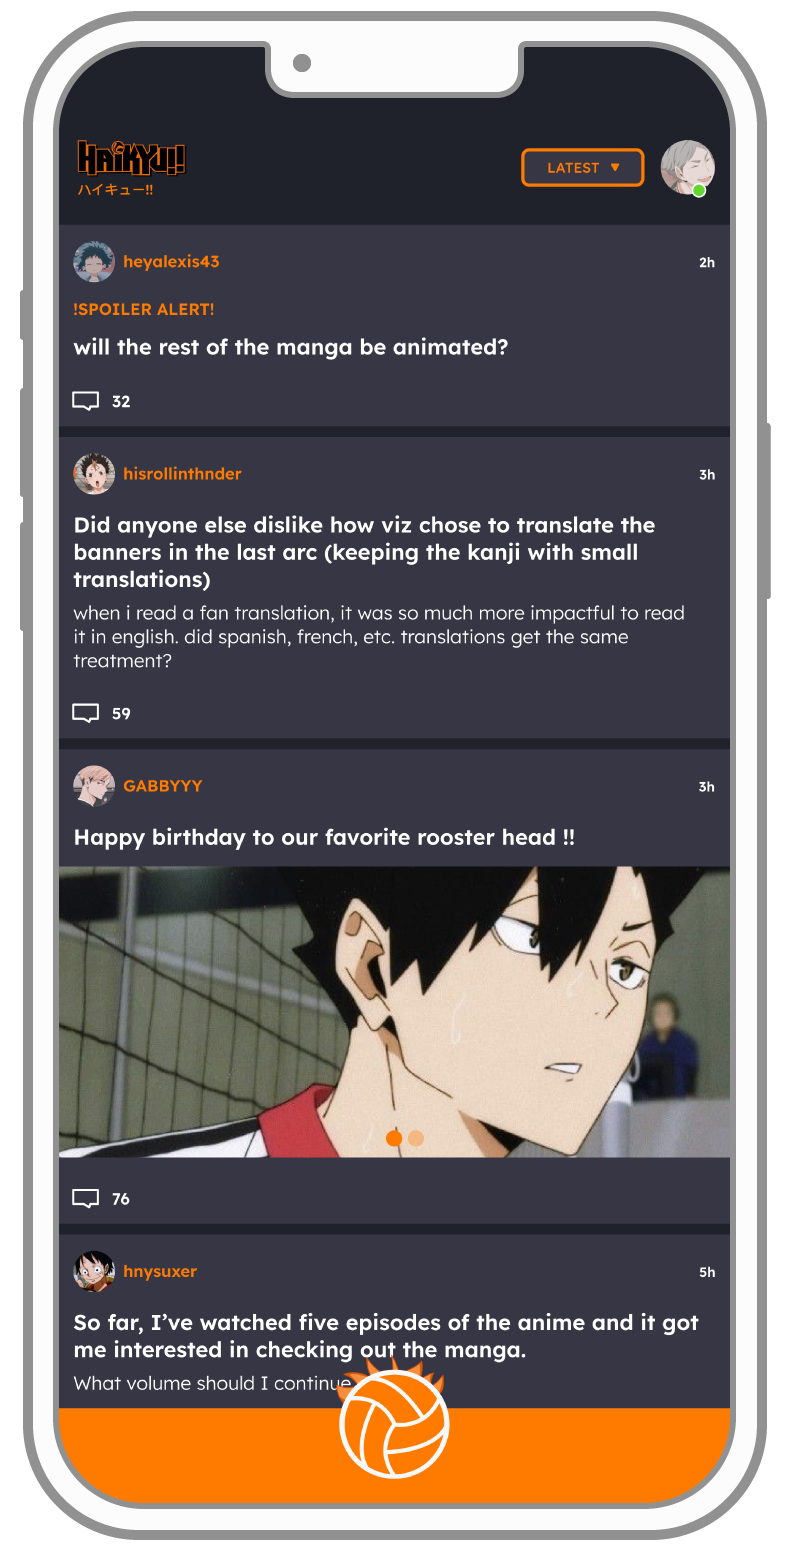 HAiKYU!!
ハイキュー!!
LATEST
heyalexis43
2h
!SPOILER ALERT!
will the rest of the manga be animated?
32
hisrollinthnder
3h
Did anyone else dislike how viz chose to translate the
banners in the last arc (keeping the kanji with small
translations)
when i read a fan translation, it was so much more impactful to read
it in english. did spanish, french, etc. translations get the same
treatment?
59
GABBYYY
3h
Happy birthday to our favorite rooster head !!
76
hnysuxer
5h
So far, I’ve watched five episodes of the anime and it got
me interested in checking out the manga.
What volume should I continue